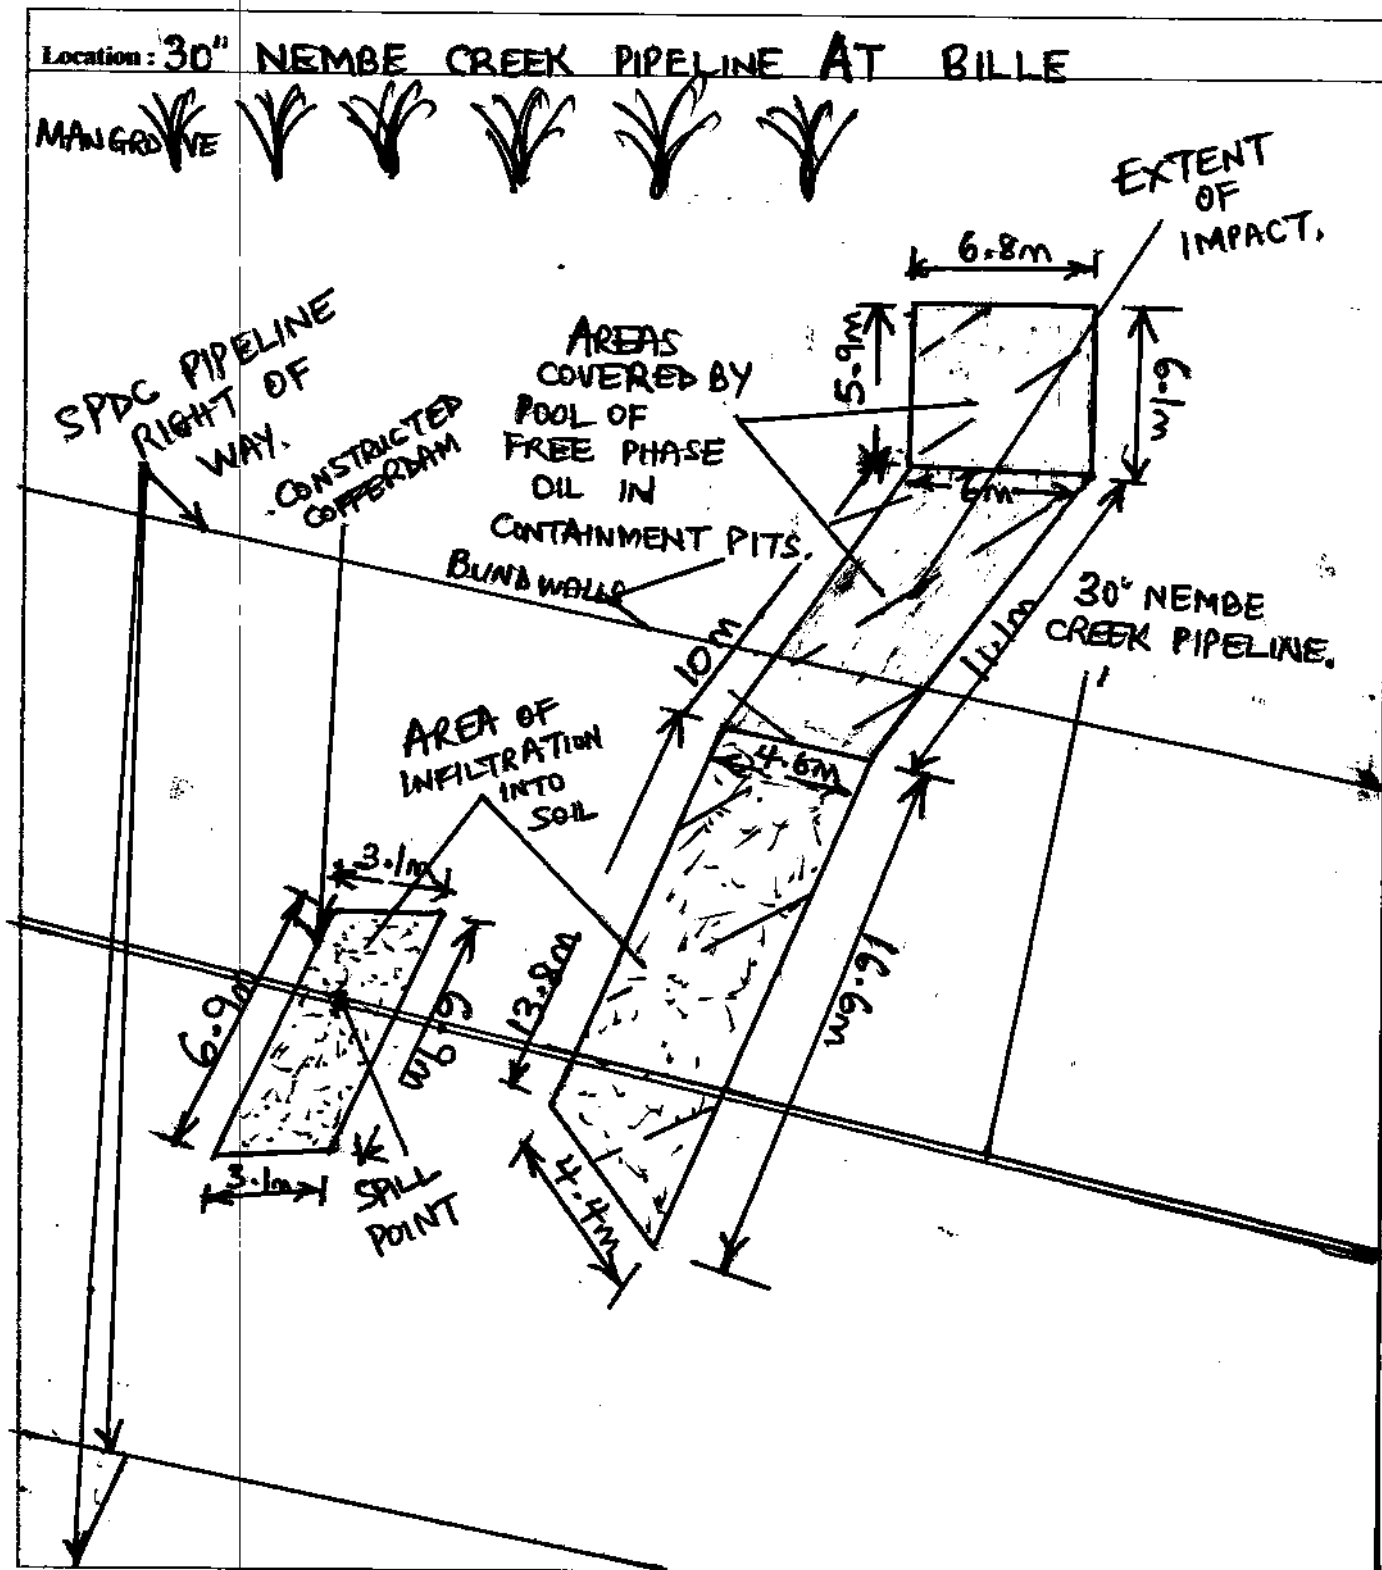 Location : 30" NEMBE CREEK PIPELINE AT BILLE
MANGROVE
EXTENT
OF
IMPACT.
6.8m
5.9m
6.1m
6m
SPDC PIPELINE
RIGHT OF
WAY.
CONSTRUCTED
COFFERDAM
AREAS
COVERED BY
POOL OF
FREE PHASE
OIL IN
CONTAINMENT PITS.
BUND WALLS
10m
11.1m
30" NEMBE
CREEK PIPELINE.
AREA OF
INFILTRATION
INTO
SOIL
4.6m
3.1m
6.9m
6.9m
13.8m
16.6m
3.1m
SPILL
POINT
4.4m